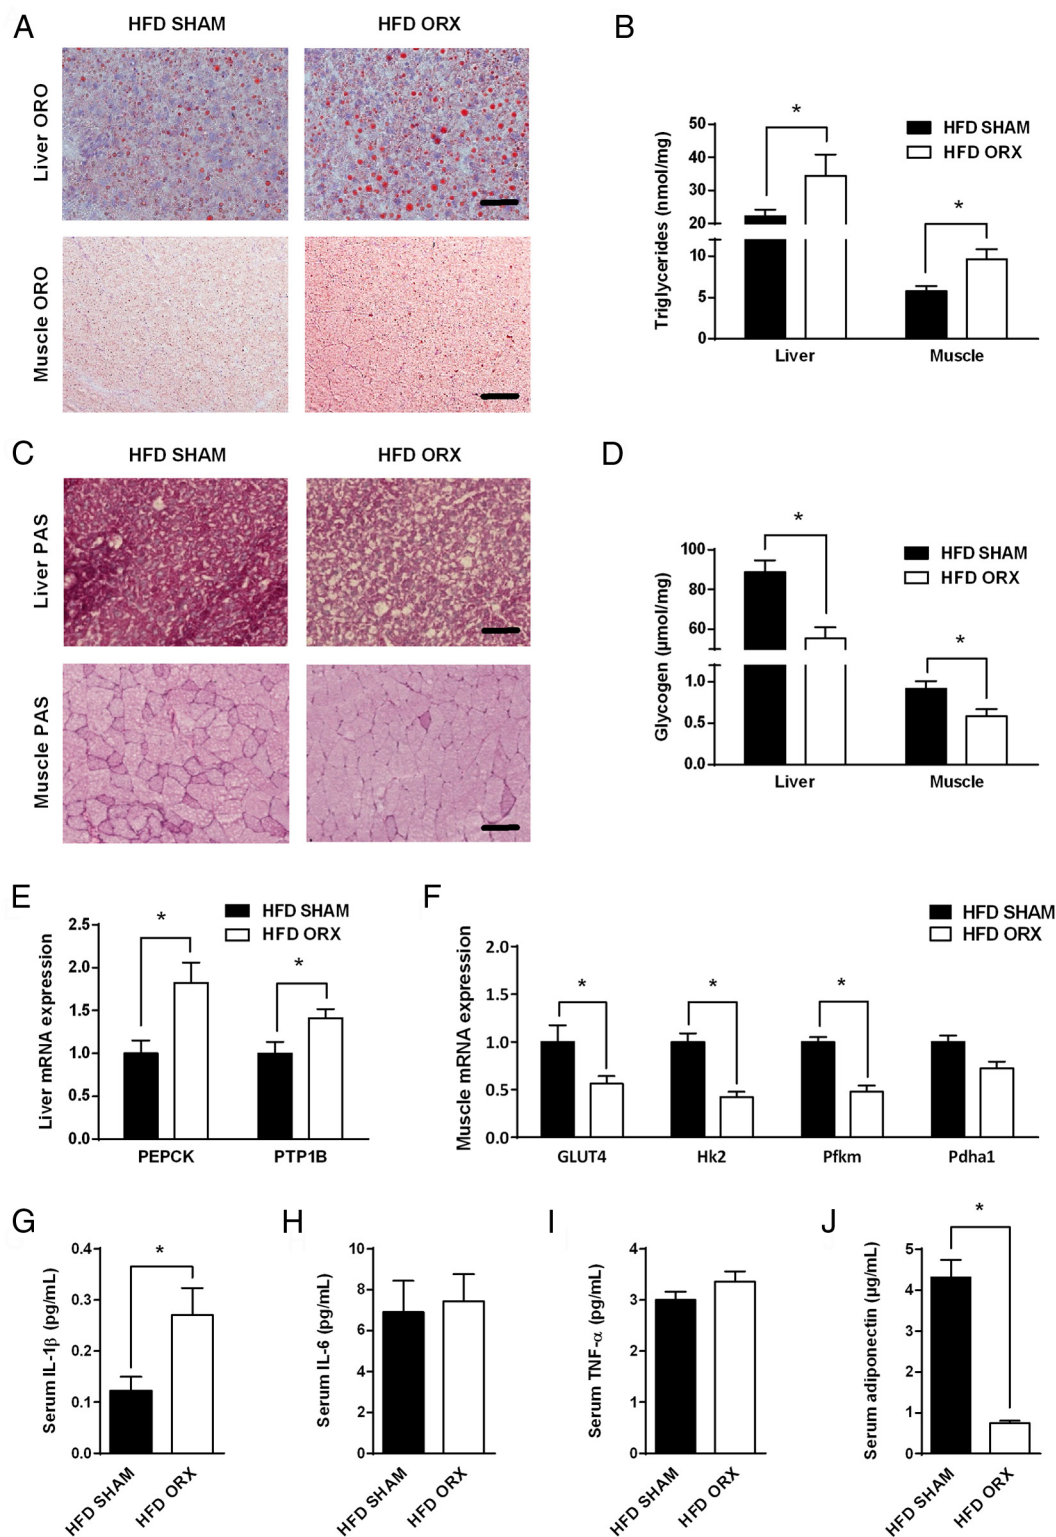 A
HFD SHAM
HFD ORX
Liver ORO
Muscle ORO
B
Triglycerides (nmol/mg)
50
40
30
20
10
5
0
*
*
HFD SHAM
HFD ORX
Liver
Muscle
C
HFD SHAM
HFD ORX
Liver PAS
Muscle PAS
D
Glycogen (µmol/mg)
100
80
60
1.0
0.5
0.0
*
*
HFD SHAM
HFD ORX
Liver
Muscle
E
Liver mRNA expression
2.5
2.0
1.5
1.0
0.5
0.0
*
*
HFD SHAM
HFD ORX
PEPCK
PTP1B
F
Muscle mRNA expression
2.0
1.5
1.0
0.5
0.0
*
*
*
HFD SHAM
HFD ORX
GLUT4
Hk2
Pfkm
Pdha1
G
Serum IL-1β (pg/mL)
0.4
0.3
0.2
0.1
0.0
*
HFD SHAM
HFD ORX
H
Serum IL-6 (pg/mL)
10
8
6
4
2
0
HFD SHAM
HFD ORX
I
Serum TNF-α (pg/mL)
4
3
2
1
0
HFD SHAM
HFD ORX
J
Serum adiponectin (µg/mL)
5
4
3
2
1
0
*
HFD SHAM
HFD ORX